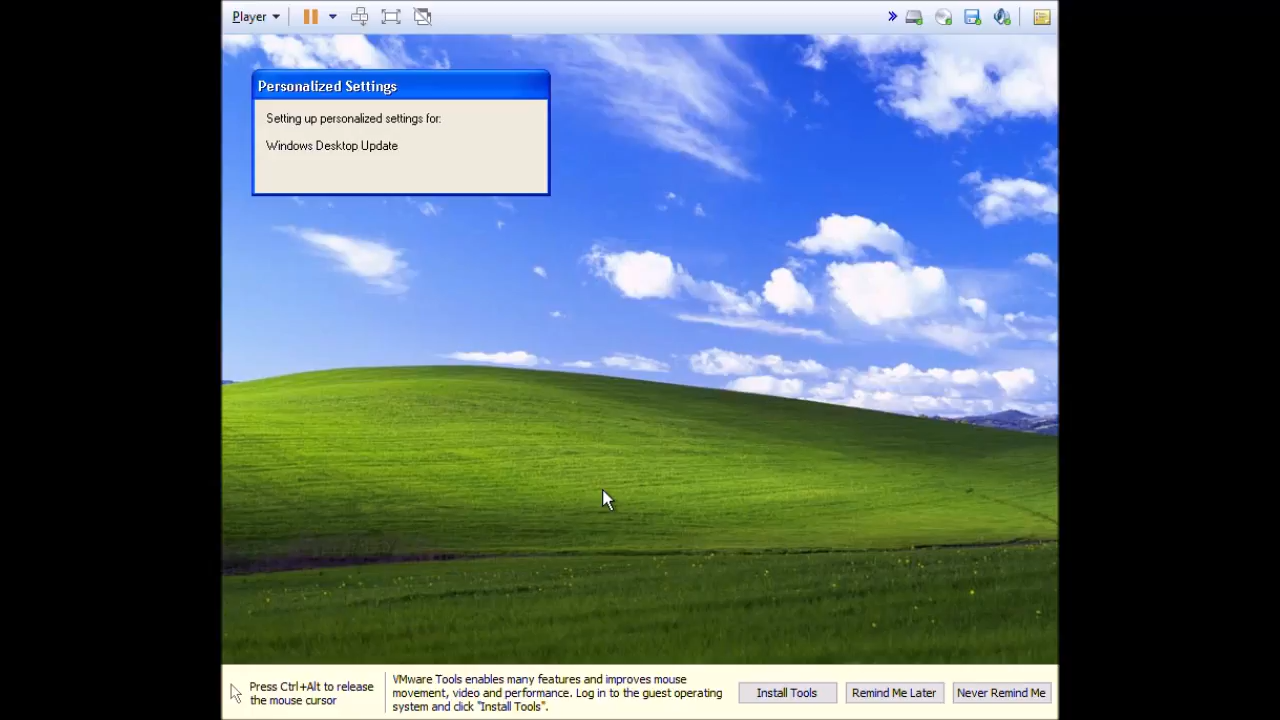 Player
Personalized Settings
Setting up personalized settings for:
Windows Desktop Update
Press Ctrl+Alt to release
the mouse cursor
VMware Tools enables many features and improves mouse
movement, video and performance. Log in to the guest operating
system and click "Install Tools".
Install Tools
Remind Me Later
Never Remind Me